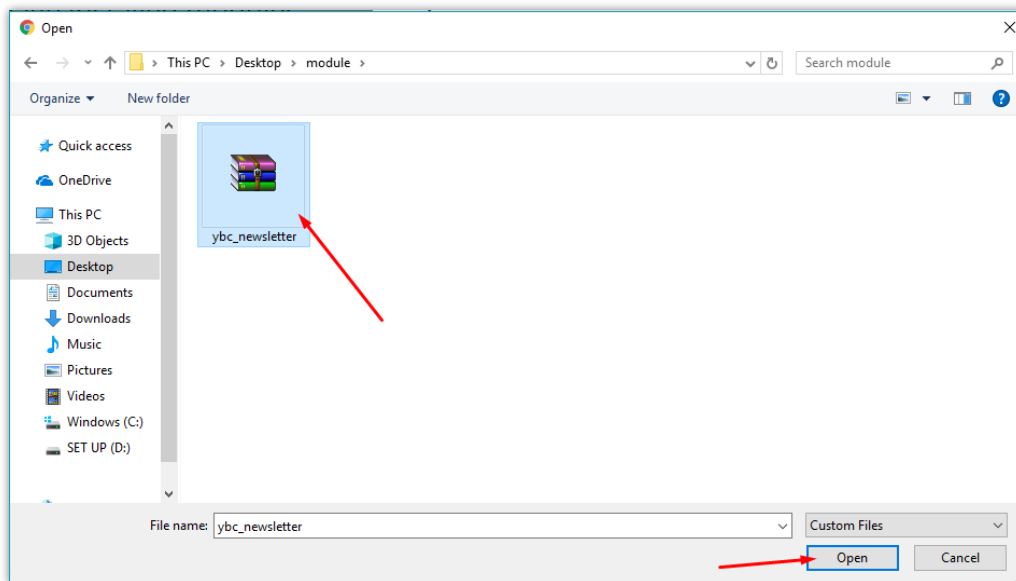 Open
This PC > Desktop > module >
Search module
Organize
New folder
Quick access
OneDrive
This PC
3D Objects
Desktop
Documents
Downloads
Music
Pictures
Videos
Windows (C:)
SET UP (D:)
ybc_newsletter
File name: ybc_newsletter
Custom Files
Open
Cancel